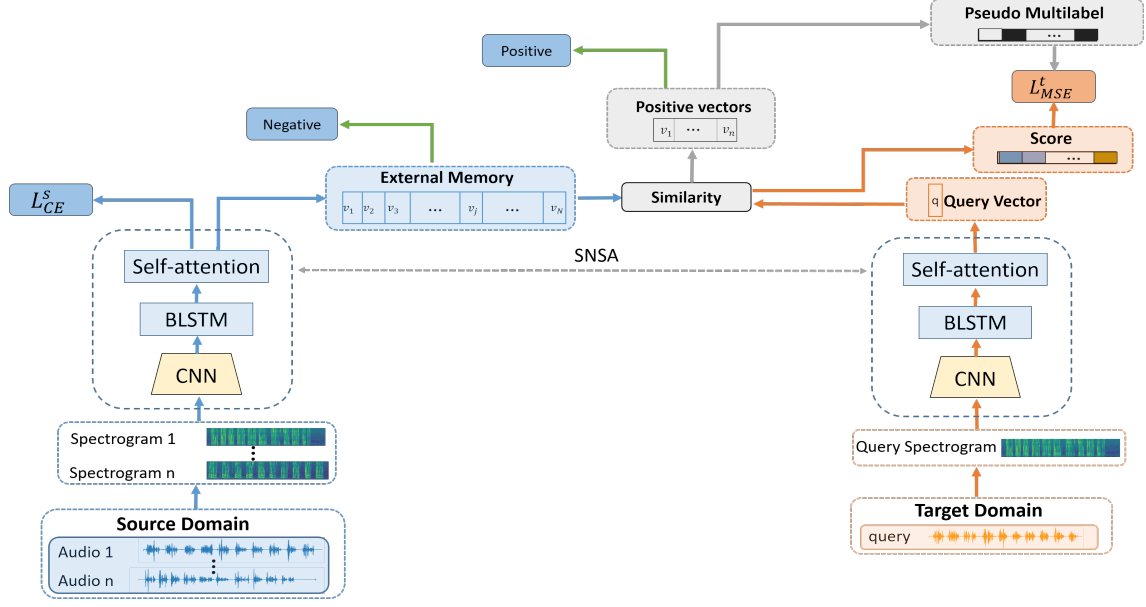 Pseudo Multilabel
...
Positive
L^t_MSE
Positive vectors
v_1 ... v_n
Negative
Score
...
External Memory
v_1 v_2 v_3 ... v_j ... v_N
Similarity
q Query Vector
L^s_CE
SNSA
Self-attention
BLSTM
CNN
Self-attention
BLSTM
CNN
Spectrogram 1
Spectrogram n
Query Spectrogram
Source Domain
Audio 1
Audio n
Target Domain
query